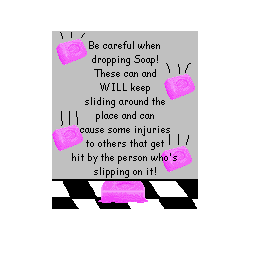 Be careful when
dropping Soap!
These can and
WILL keep
sliding around the
place and can
cause some injuries
to others that get
hit by the person who's
slipping on it!